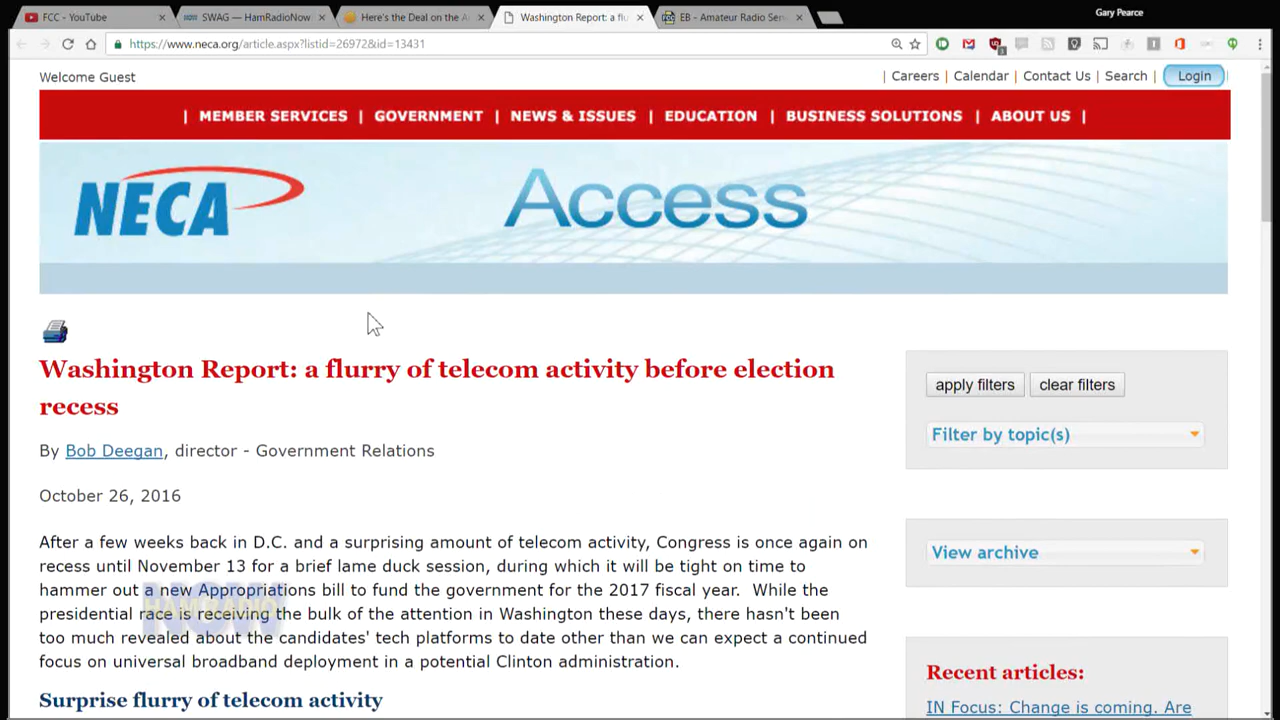 Gary Pearce
FCC - YouTube
SWAG — HamRadioNow
Here's the Deal on the A
Washington Report: a flu
EB - Amateur Radio Serv
https://www.neca.org/article.aspx?listid=26972&id=13431
Welcome Guest
| Careers | Calendar | Contact Us | Search | Login
| MEMBER SERVICES | GOVERNMENT | NEWS & ISSUES | EDUCATION | BUSINESS SOLUTIONS | ABOUT US |
NECA
Access
Washington Report: a flurry of telecom activity before election
recess
By Bob Deegan, director - Government Relations
October 26, 2016
After a few weeks back in D.C. and a surprising amount of telecom activity, Congress is once again on
recess until November 13 for a brief lame duck session, during which it will be tight on time to
hammer out a new Appropriations bill to fund the government for the 2017 fiscal year. While the
presidential race is receiving the bulk of the attention in Washington these days, there hasn't been
too much revealed about the candidates' tech platforms to date other than we can expect a continued
focus on universal broadband deployment in a potential Clinton administration.
Surprise flurry of telecom activity
apply filters
clear filters
Filter by topic(s)
View archive
Recent articles:
IN Focus: Change is coming. Are
HAM RADIO
NOW